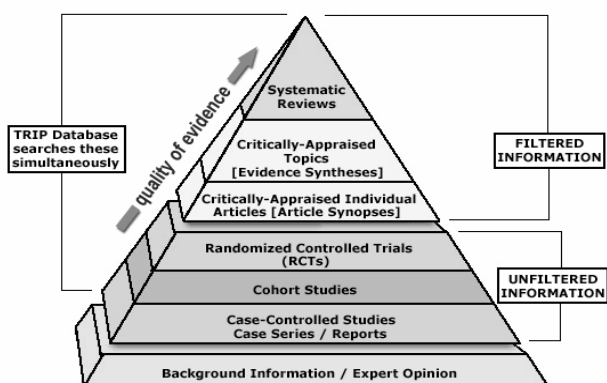 Systematic
Reviews
TRIP Database
searches these
simultaneously
quality of evidence
Critically-Appraised
Topics
[Evidence Syntheses]
FILTERED
INFORMATION
Critically-Appraised Individual
Articles [Article Synopses]
Randomized Controlled Trials
(RCTs)
UNFILTERED
INFORMATION
Cohort Studies
Case-Controlled Studies
Case Series / Reports
Background Information / Expert Opinion